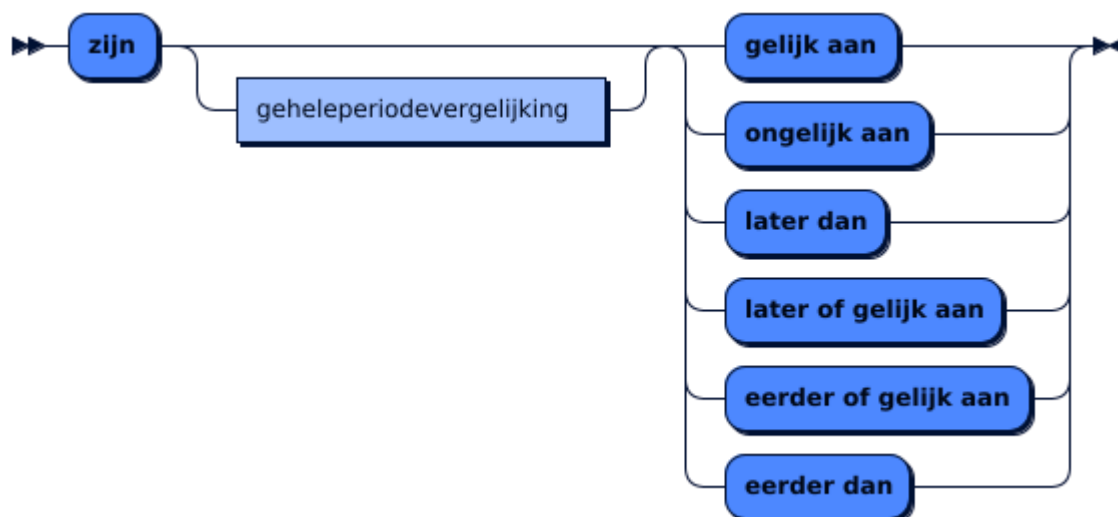 zijn
gelijk aan
geheleperiodevergelijking
ongelijk aan
later dan
later of gelijk aan
eerder of gelijk aan
eerder dan